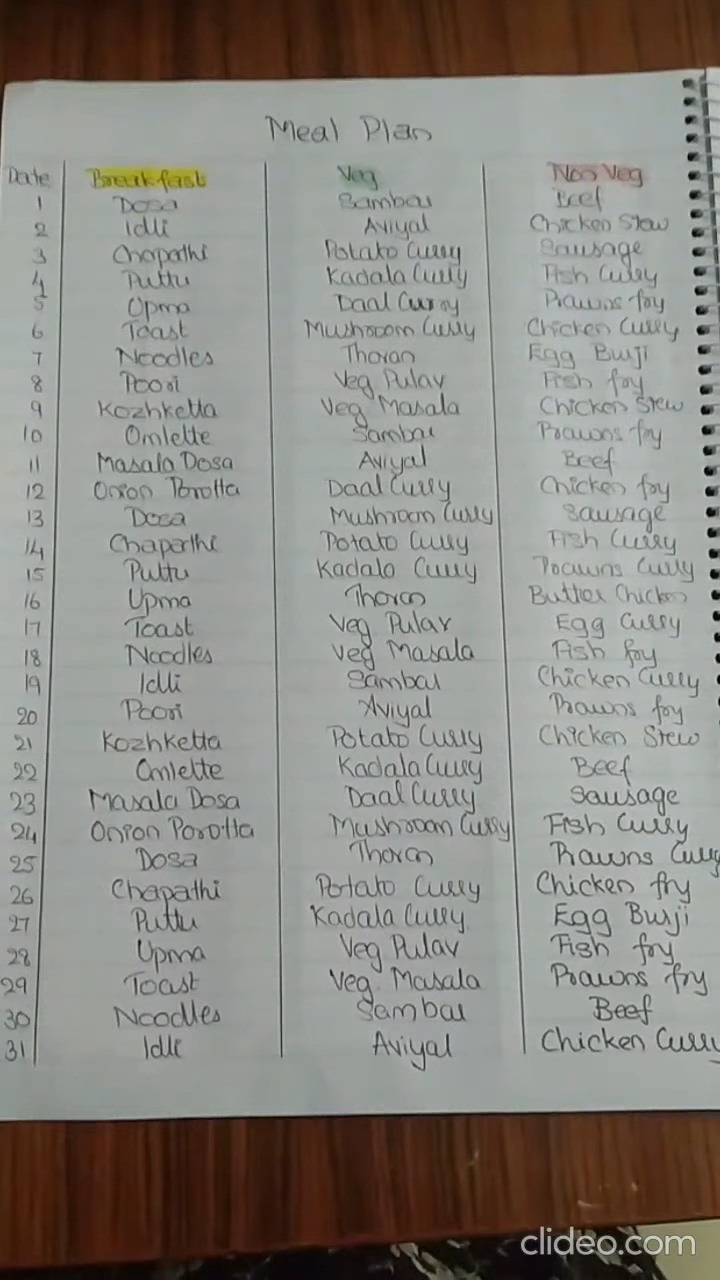 Meal Plan
Date Breakfast Veg Non Veg
1 Dosa Sambar Beef
2 Idli Aviyal Chicken Stew
3 Chapathi Potato Curry Sausage
4 Puttu Kadala Curry Fish Curry
5 Upma Daal Curry Prawns fry
6 Toast Mushroom Curry Chicken Curry
7 Noodles Thoran Egg Burji
8 Poori Veg Pulav Fish fry
9 Kozhketta Veg Masala Chicken Stew
10 Omlette Sambar Prawns fry
11 Masala Dosa Aviyal Beef
12 Onion Porotta Daal Curry Chicken fry
13 Dosa Mushroom Curry Sausage
14 Chapathi Potato Curry Fish Curry
15 Puttu Kadala Curry Prawns Curry
16 Upma Thoran Butter Chicken
17 Toast Veg Pulav Egg Curry
18 Noodles Veg Masala Fish fry
19 Idli Sambar Chicken Curry
20 Poori Aviyal Prawns fry
21 Kozhketta Potato Curry Chicken Stew
22 Omlette Kadala Curry Beef
23 Masala Dosa Daal Curry Sausage
24 Onion Porotta Mushroom Curry Fish Curry
25 Dosa Thoran Prawns Curry
26 Chapathi Potato Curry Chicken fry
27 Puttu Kadala Curry Egg Burji
28 Upma Veg Pulav Fish fry
29 Toast Veg. Masala Prawns fry
30 Noodles Sambar Beef
31 Idli Aviyal Chicken Curry
clideo.com